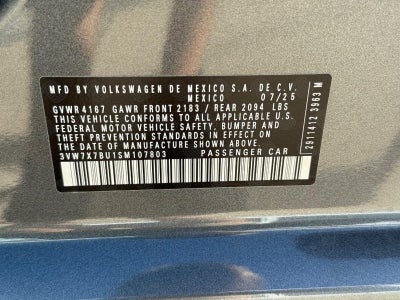 MFD BY VOLKSWAGEN DE MEXICO S.A. DE C.V.
MEXICO 07/25
GVWR 4167 GAWR FRONT 2183 / REAR 2094 LBS
THIS VEHICLE CONFORMS TO ALL APPLICABLE U.S.
FEDERAL MOTOR VEHICLE SAFETY, BUMPER AND
THEFT PREVENTION STANDARDS IN EFFECT ON THE
DATE OF MANUFACTURE SHOWN ABOVE.
3VW7X7BU1SM107803 PASSENGER CAR
2911412 3963 M